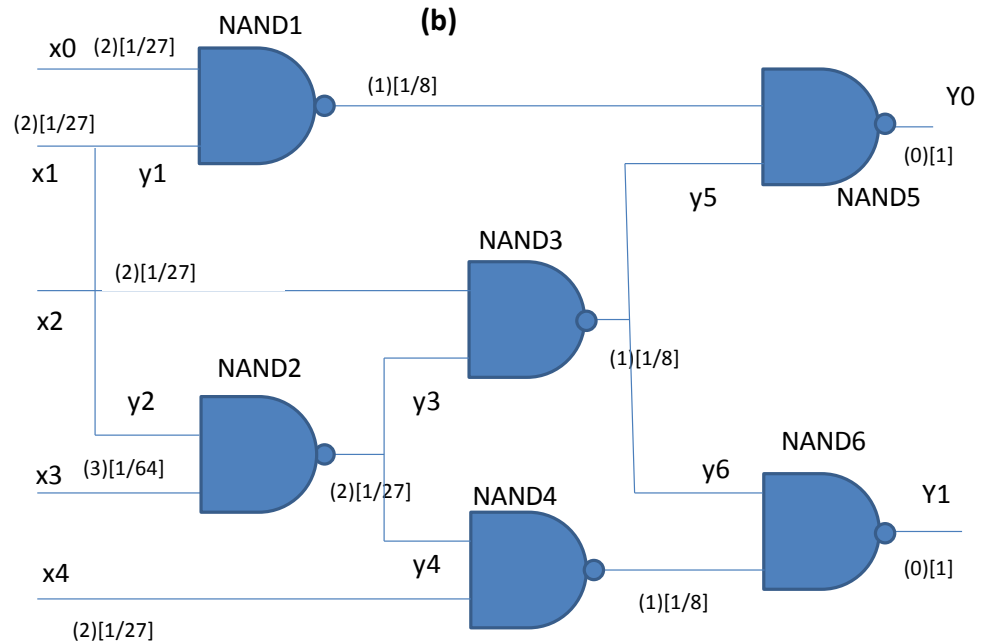 (b)
NAND1
x0
(2)[1/27]
(1)[1/8]
Y0
(2)[1/27]
(0)[1]
x1
y1
y5
NAND5
NAND3
(2)[1/27]
x2
(1)[1/8]
NAND2
y2
y3
NAND6
x3
(3)[1/64]
y6
(2)[1/27]
NAND4
Y1
x4
y4
(0)[1]
(1)[1/8]
(2)[1/27]